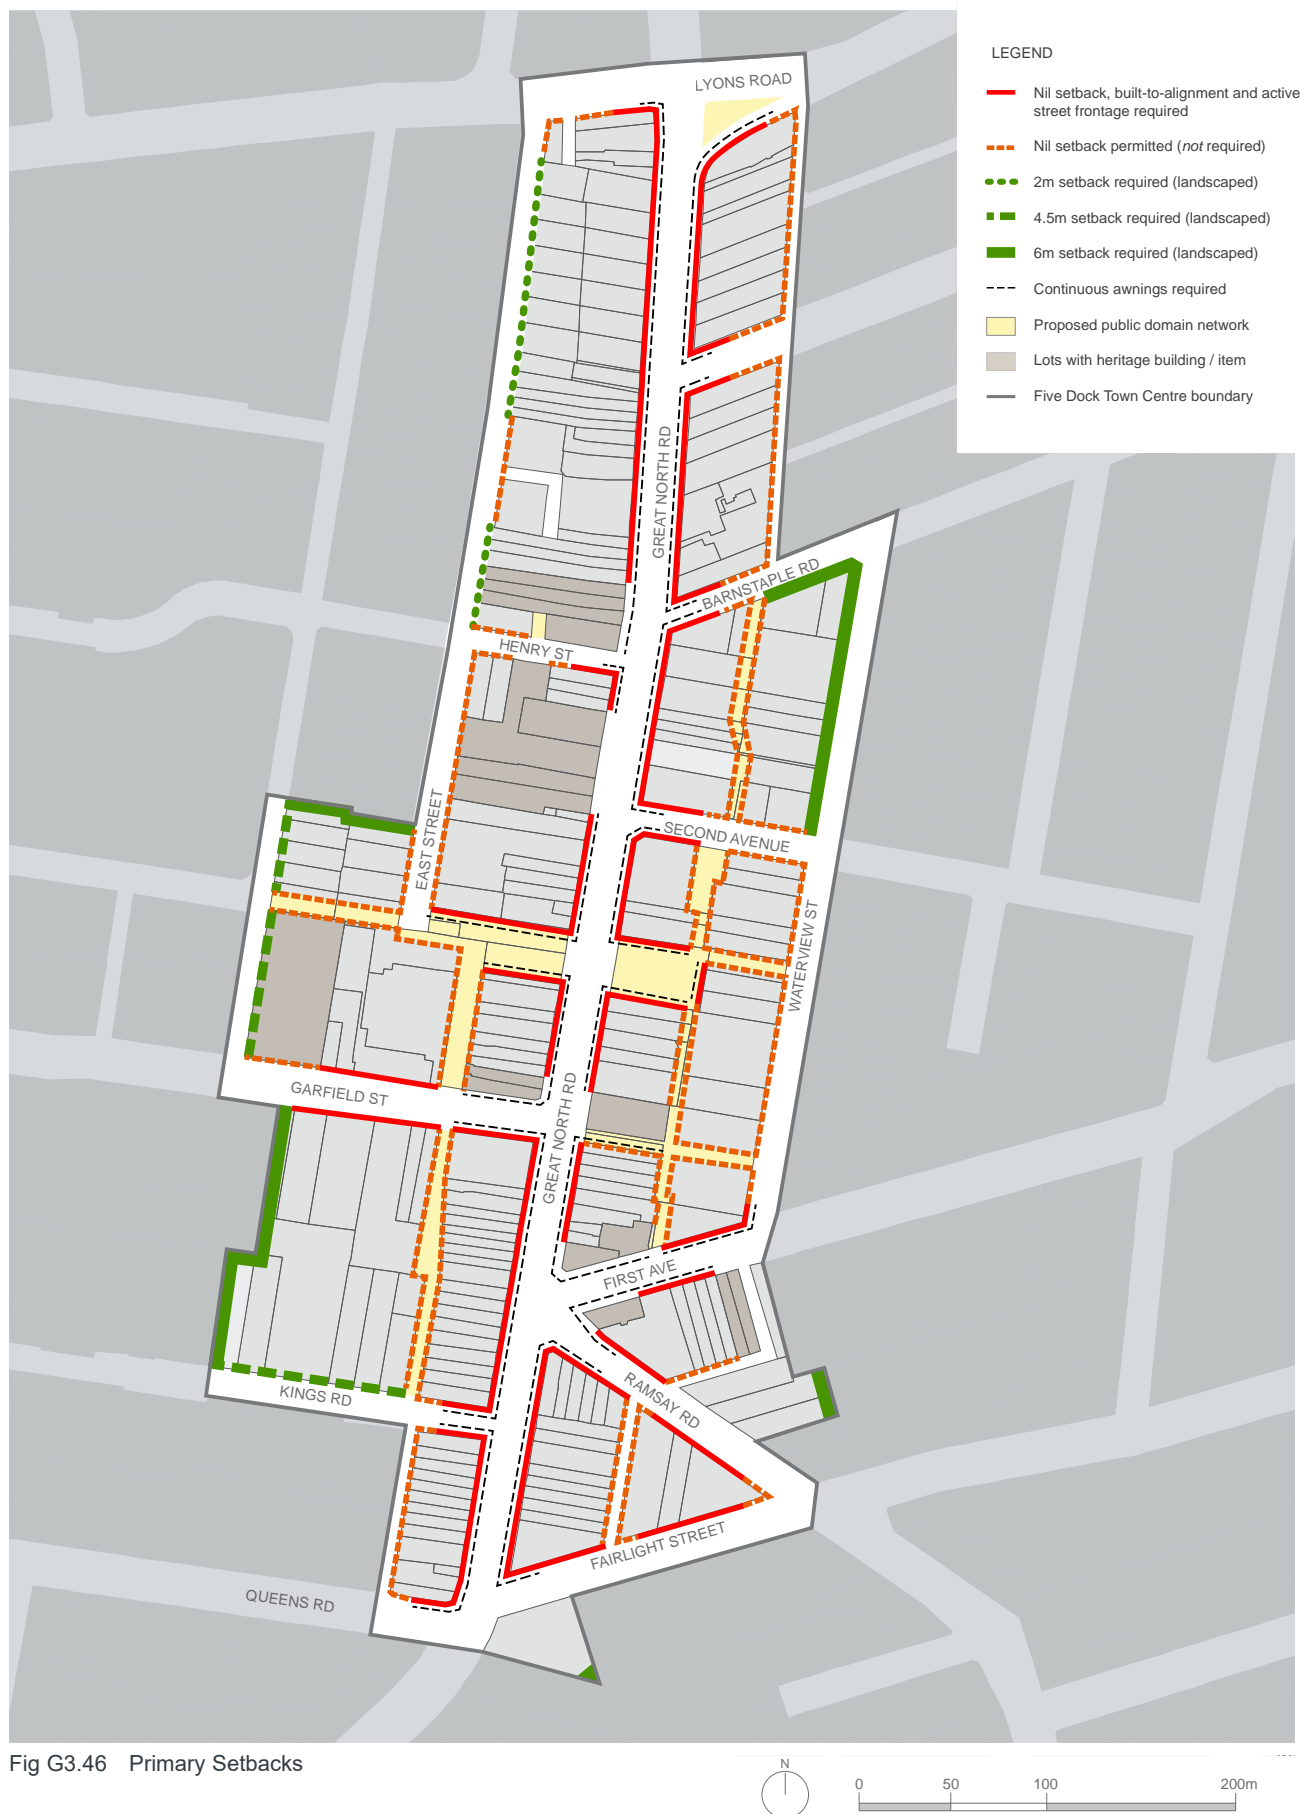 LEGEND
Nil setback, built-to-alignment and active
street frontage required
Nil setback permitted (not required)
2m setback required (landscaped)
4.5m setback required (landscaped)
6m setback required (landscaped)
Continuous awnings required
Proposed public domain network
Lots with heritage building / item
Five Dock Town Centre boundary
LYONS ROAD
GREAT NORTH RD
BARNSTAPLE RD
HENRY ST
EAST STREET
SECOND AVENUE
WATERVIEW ST
GARFIELD ST
GREAT NORTH RD
FIRST AVE
RAMSAY RD
KINGS RD
FAIRLIGHT STREET
QUEENS RD
Fig G3.46 Primary Setbacks
N
0 50 100 200m